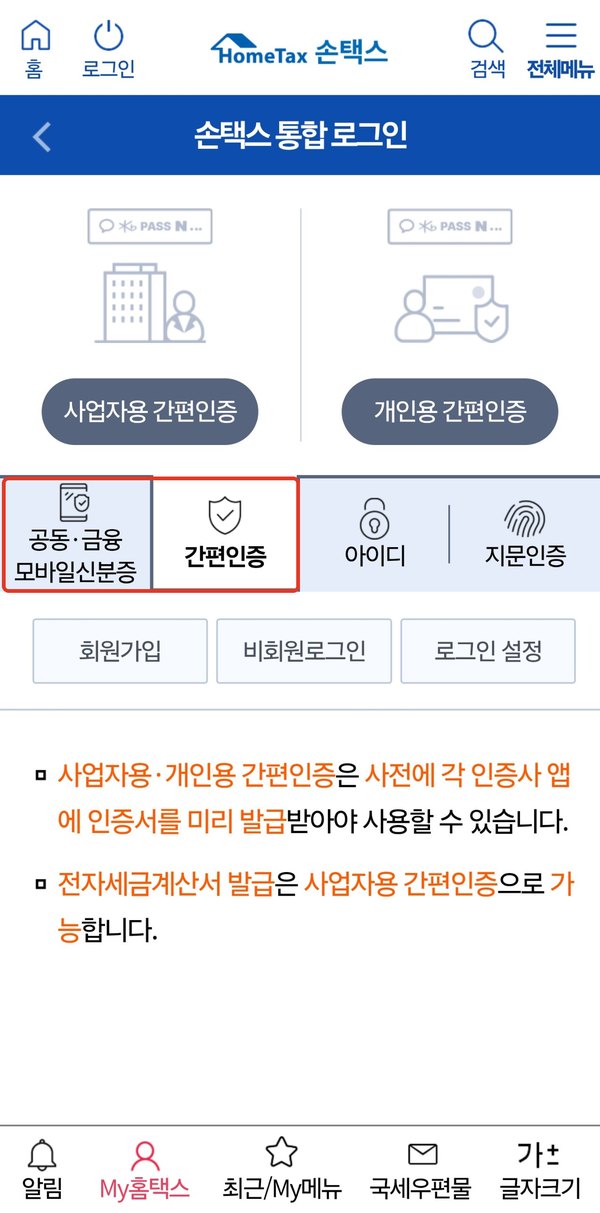 홈
로그인
HomeTax 손택스
검색
전체메뉴
손택스 통합 로그인
PASS N ...
PASS N ...
사업자용 간편인증
개인용 간편인증
공동·금융
모바일신분증
간편인증
아이디
지문인증
회원가입
비회원로그인
로그인 설정
사업자용·개인용 간편인증은 사전에 각 인증사 앱
에 인증서를 미리 발급받아야 사용할 수 있습니다.
전자세금계산서 발급은 사업자용 간편인증으로 가
능합니다.
가±
알림
My홈택스
최근/My메뉴
국세우편물
글자크기